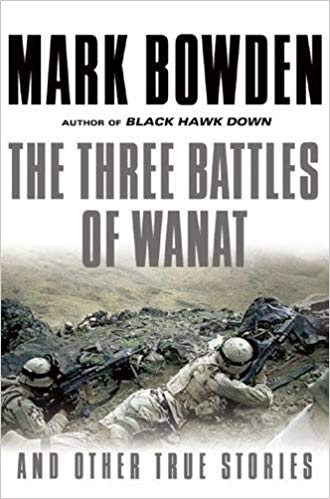 MARK BOWDEN
AUTHOR OF BLACK HAWK DOWN
THE THREE BATTLES
OF WANAT
AND OTHER TRUE STORIES